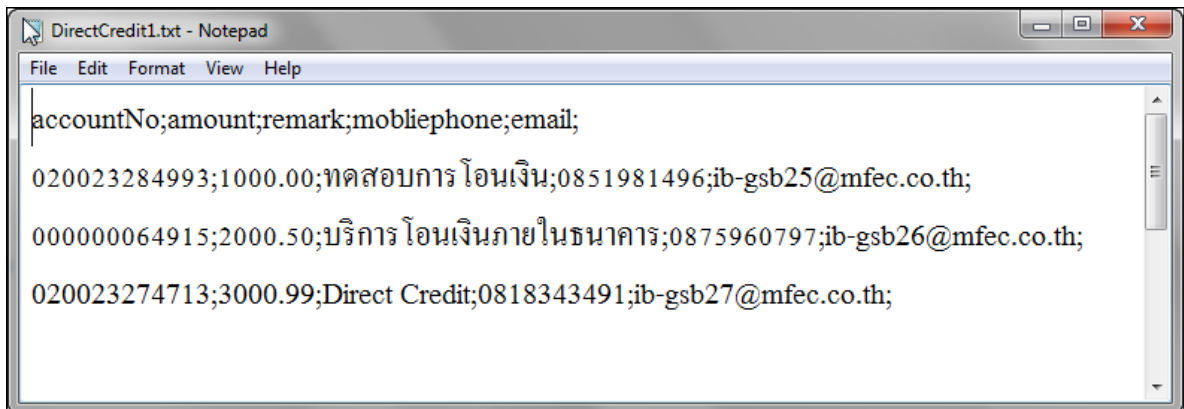 DirectCredit1.txt - Notepad
File Edit Format View Help
accountNo;amount;remark;mobliephone;email;
020023284993;1000.00;ทดสอบการโอนเงิน;0851981496;ib-gsb25@mfec.co.th;
000000064915;2000.50;บริการโอนเงินภายในธนาคาร;0875960797;ib-gsb26@mfec.co.th;
020023274713;3000.99;Direct Credit;0818343491;ib-gsb27@mfec.co.th;